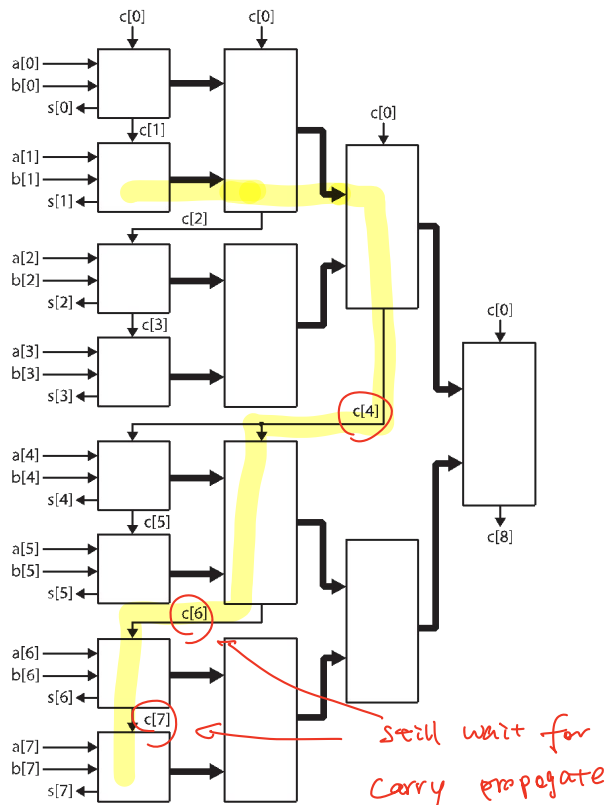 c[0] c[0]
a[0]
b[0]
s[0]
c[1]
c[0]
a[1]
b[1]
s[1]
c[2]
a[2]
b[2]
s[2]
c[3]
c[0]
a[3]
b[3]
s[3]
c[4]
a[4]
b[4]
s[4]
c[5]
c[8]
a[5]
b[5]
s[5]
c[6]
a[6]
b[6]
s[6]
c[7]
still wait for
a[7]
b[7]
s[7]
carry propogate